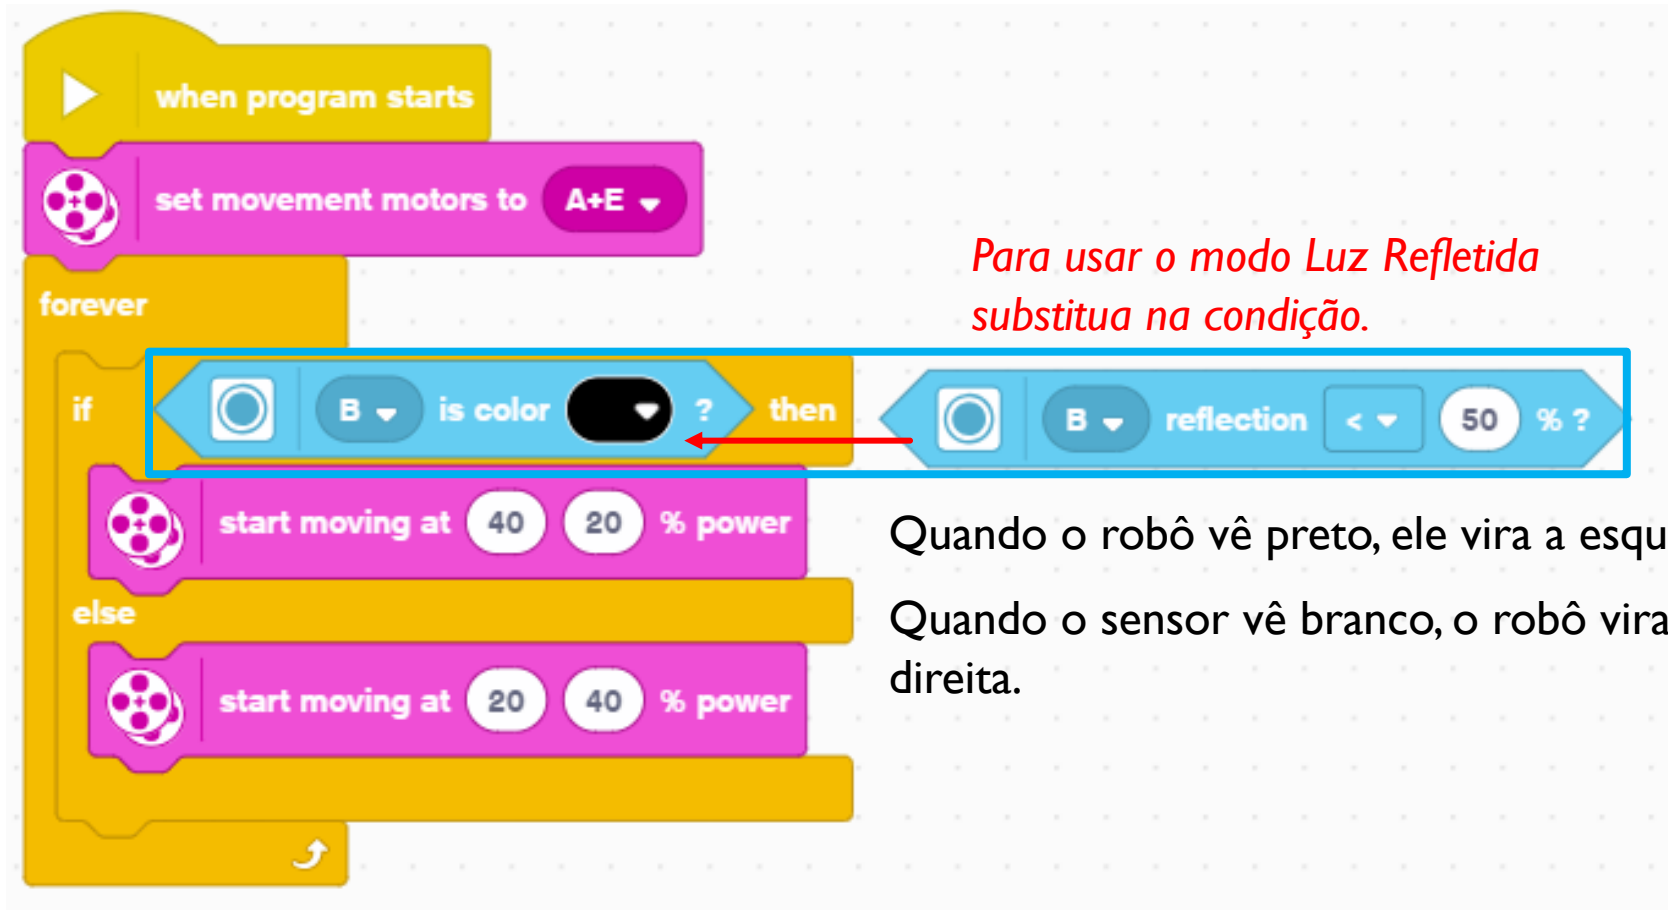 when program starts
set movement motors to A+E
forever
Para usar o modo Luz Refletida
substitua na condição.
if B is color ? then
B reflection < 50 % ?
start moving at 40 20 % power
Quando o robô vê preto, ele vira a esqu
else
Quando o sensor vê branco, o robô vira
direita.
start moving at 20 40 % power